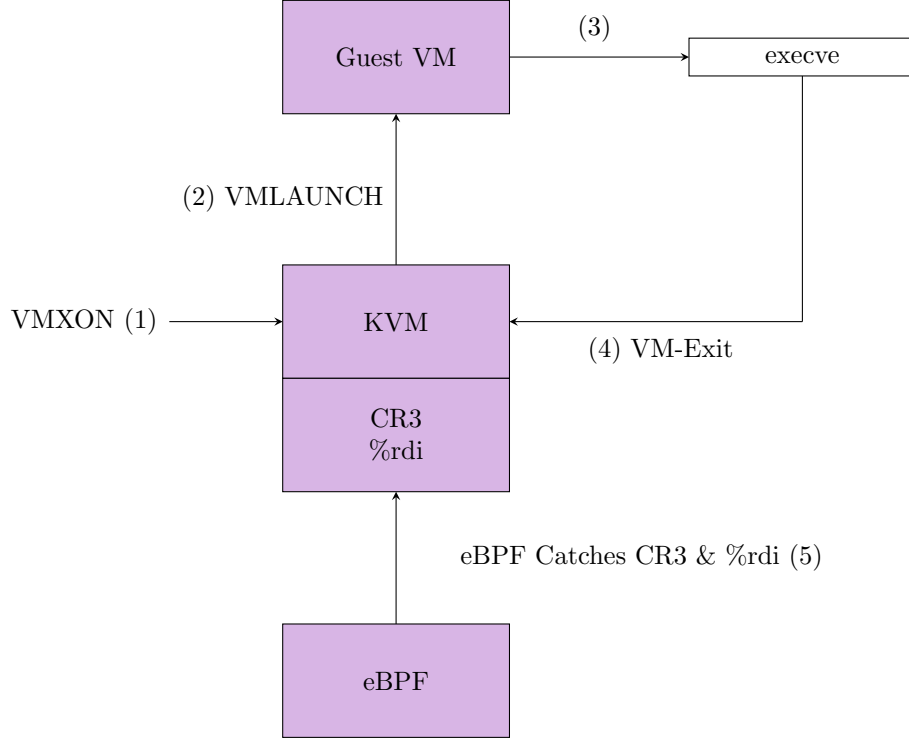 Guest VM
(3)
execve
(2) VMLAUNCH
VMXON (1)
KVM
(4) VM-Exit
CR3
%rdi
eBPF Catches CR3 & %rdi (5)
eBPF